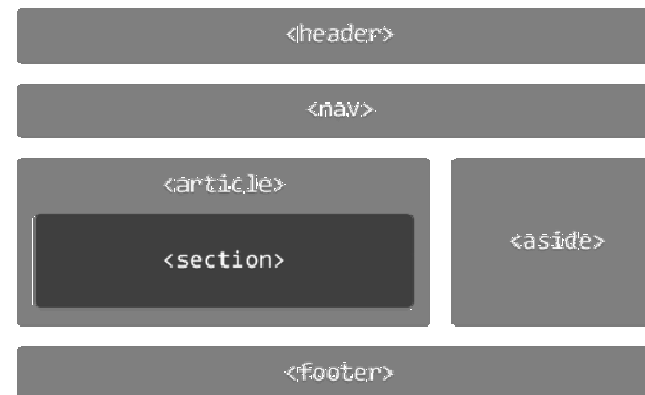 <header>
<nav>
<article>
<section>
<aside>
<footer>